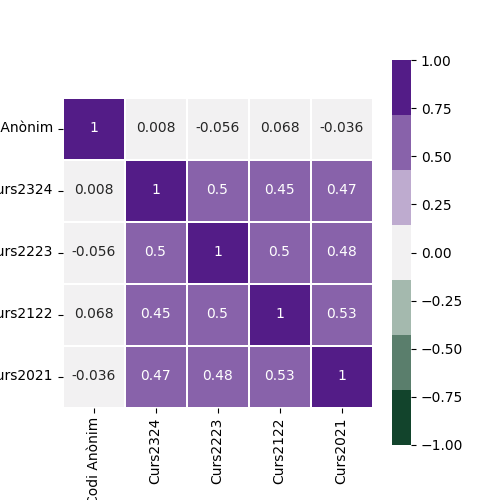 Anònim 1 0.008 -0.056 0.068 -0.036
urs2324 0.008 1 0.5 0.45 0.47
urs2223 -0.056 0.5 1 0.5 0.48
urs2122 0.068 0.45 0.5 1 0.53
urs2021 -0.036 0.47 0.48 0.53 1
Codi Anònim
Curs2324
Curs2223
Curs2122
Curs2021
1.00
0.75
0.50
0.25
0.00
−0.25
−0.50
−0.75
−1.00